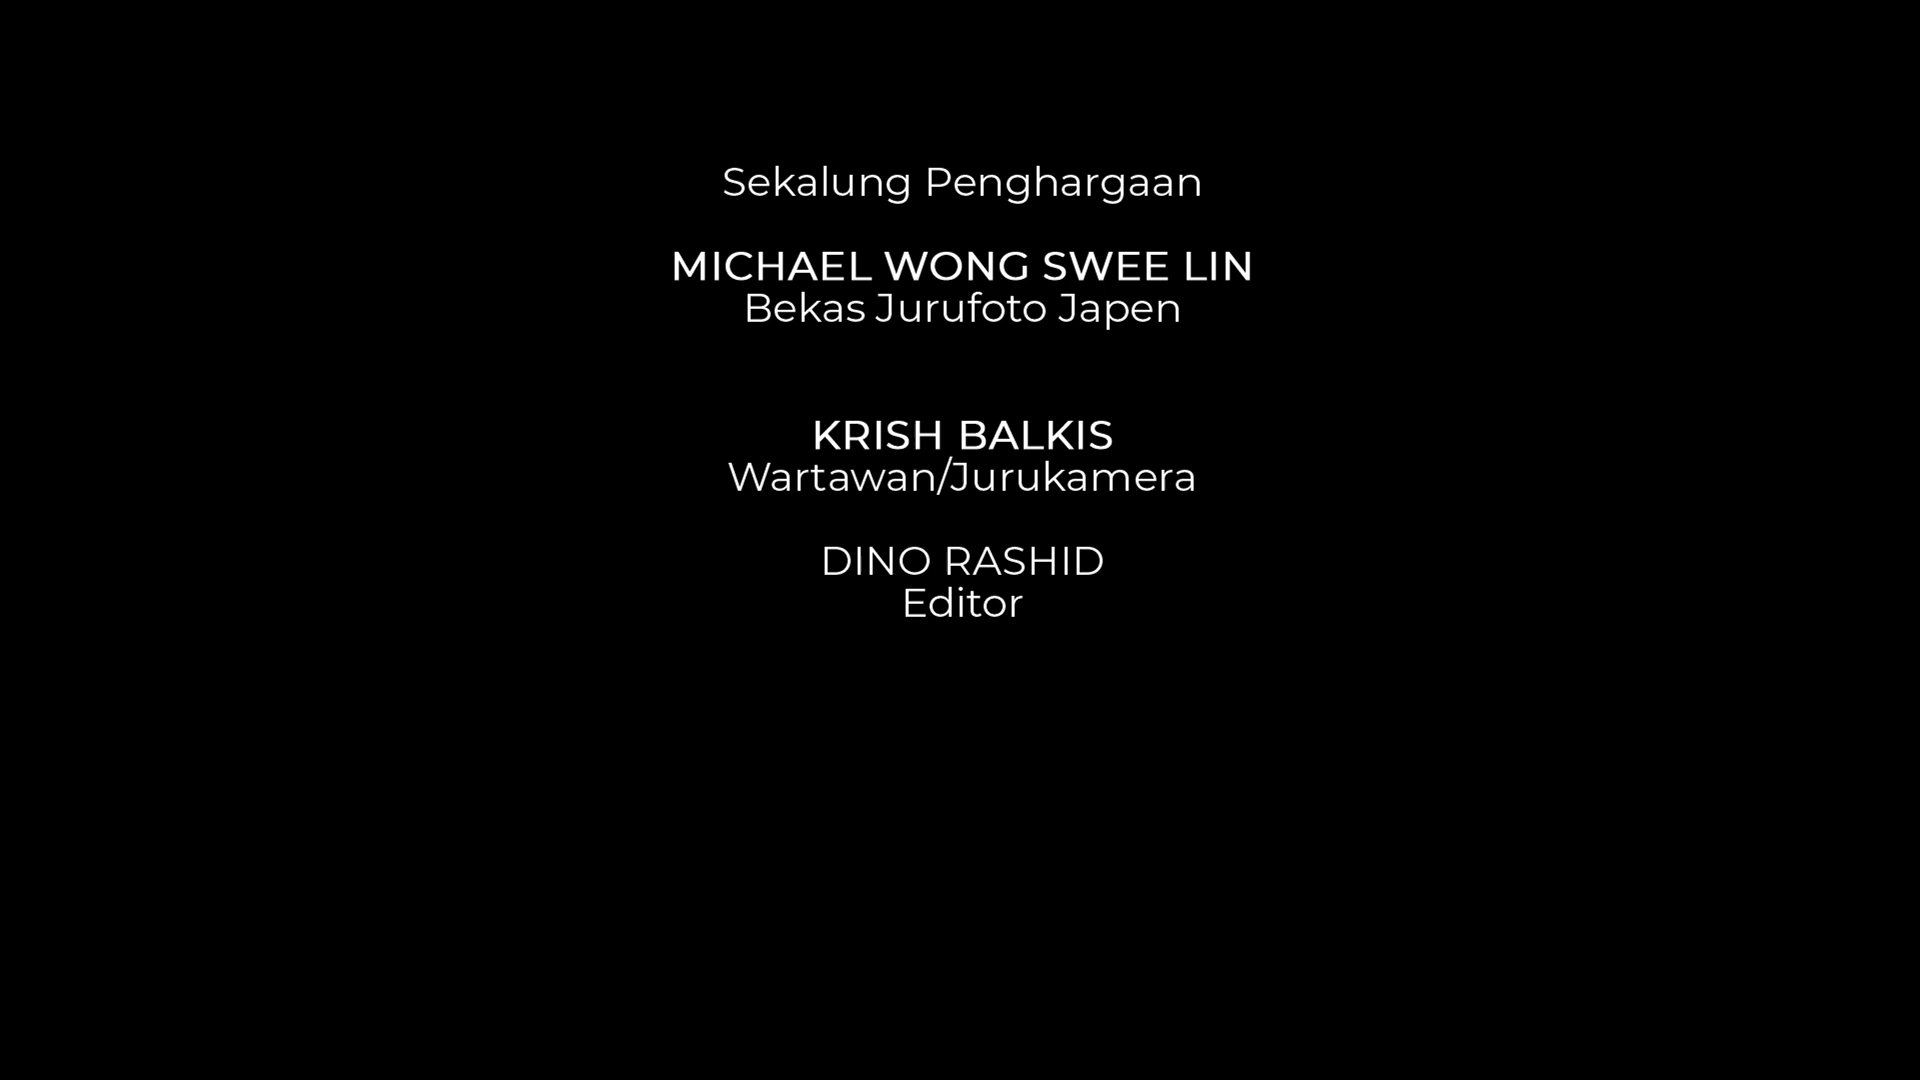 Sekalung Penghargaan
MICHAEL WONG SWEE LIN
Bekas Jurufoto Japen
KRISH BALKIS
Wartawan/Jurukamera
DINO RASHID
Editor